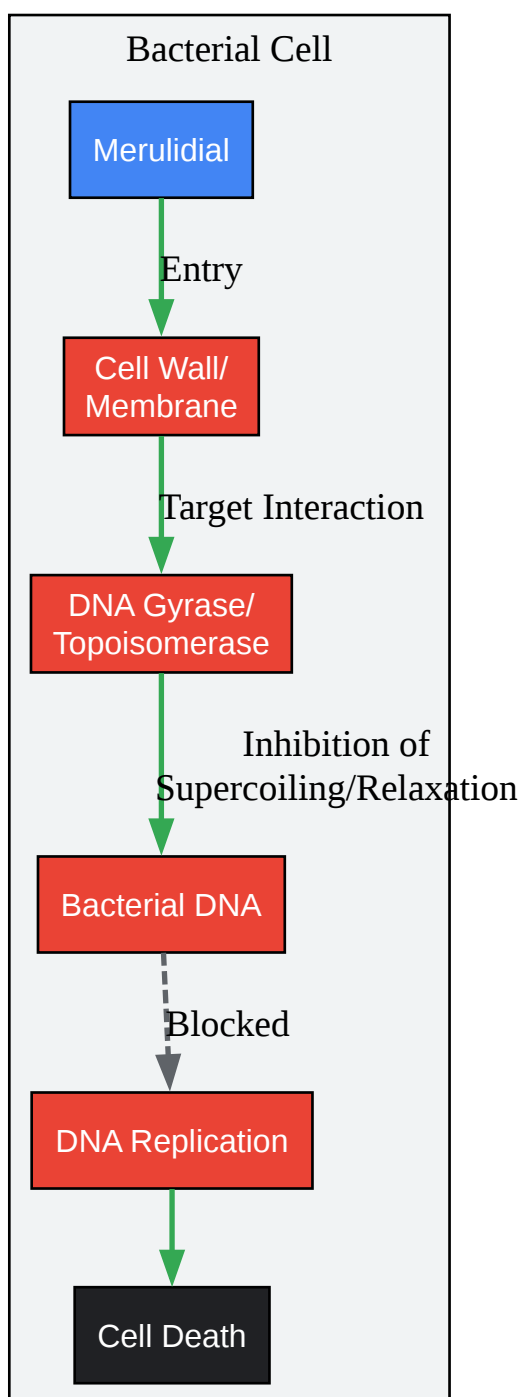 Bacterial Cell
Merulidial
Entry
Cell Wall/
Membrane
Target Interaction
DNA Gyrase/
Topoisomerase
Inhibition of
Supercoiling/Relaxation
Bacterial DNA
Blocked
DNA Replication
Cell Death